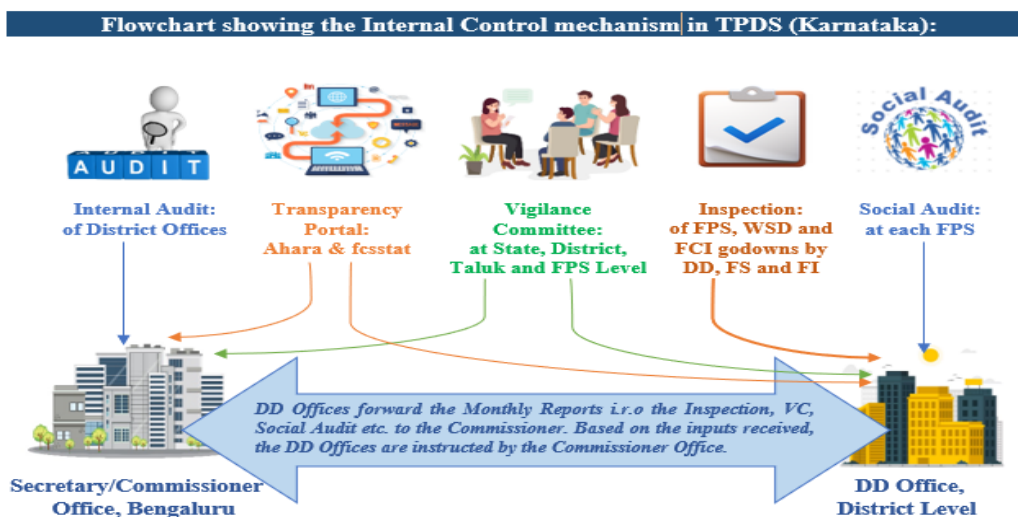 Flowchart showing the Internal Control mechanism in TPDS (Karnataka):
AUDIT
Social Audit
Internal Audit:
of District Offices
Transparency
Portal:
Ahara & fcsstat
Vigilance
Committee:
at State, District,
Taluk and FPS Level
Inspection:
of FPS, WSD and
FCI godowns by
DD, FS and FI
Social Audit:
at each FPS
DD Offices forward the Monthly Reports i.r.o the Inspection, VC,
Social Audit etc. to the Commissioner. Based on the inputs received,
the DD Offices are instructed by the Commissioner Office.
Secretary/Commissioner
Office, Bengaluru
DD Office,
District Level